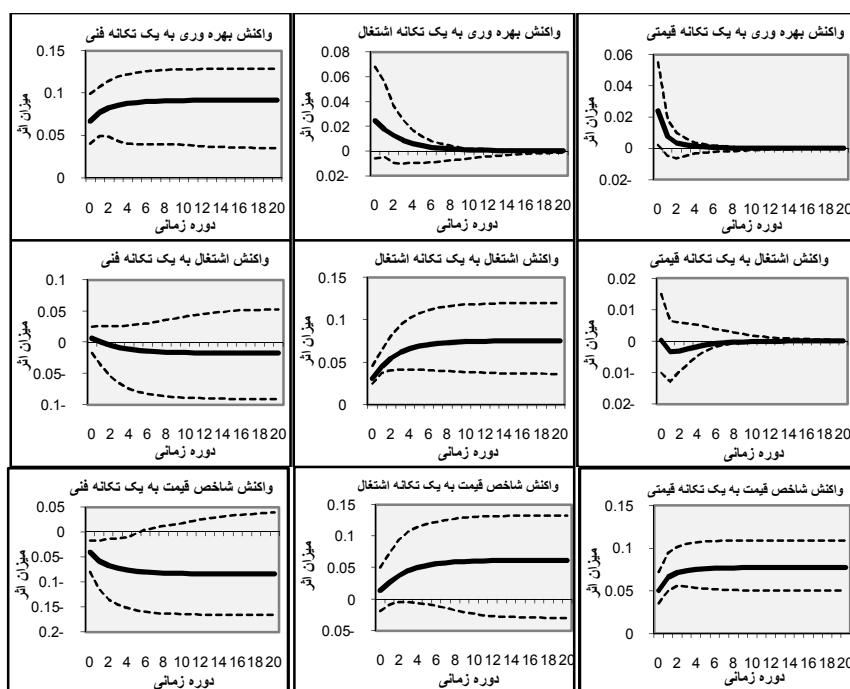 واکنش بهره وری به یک تکانه قیمتی
0.06
0.04
0.02
0
0.02-
میزان اثر
0 2 4 6 8 10 12 14 16 18 20
دوره زمانی
واکنش بهره وری به یک تکانه اشتغال
0.08
0.06
0.04
0.02
0
0.02-
میزان اثر
0 2 4 6 8 10 12 14 16 18 20
دوره زمانی
واکنش بهره وری به یک تکانه فنی
0.15
0.1
0.05
0
میزان اثر
0 2 4 6 8 10 12 14 16 18 20
دوره زمانی
واکنش اشتغال به یک تکانه قیمتی
0.02
0.01
0
0.01-
0.02-
میزان اثر
0 2 4 6 8 10 12 14 16 18 20
دوره زمانی
واکنش اشتغال به یک تکانه اشتغال
0.15
0.1
0.05
0
میزان اثر
0 2 4 6 8 10 12 14 16 18 20
دوره زمانی
واکنش اشتغال به یک تکانه فنی
0.1
0.05
0
0.05-
0.1-
میزان اثر
0 2 4 6 8 10 12 14 16 18 20
دوره زمانی
واکنش شاخص قیمت به یک تکانه قیمتی
0.15
0.1
0.05
0
میزان اثر
0 2 4 6 8 10 12 14 16 18 20
دوره زمانی
واکنش شاخص قیمت به یک تکانه اشتغال
0.15
0.1
0.05
0
0.05-
میزان اثر
0 2 4 6 8 10 12 14 16 18 20
دوره زمانی
واکنش شاخص قیمت به یک تکانه فنی
0.05
0
0.05-
0.1-
0.15-
0.2-
میزان اثر
0 2 4 6 8 10 12 14 16 18 20
دوره زمانی